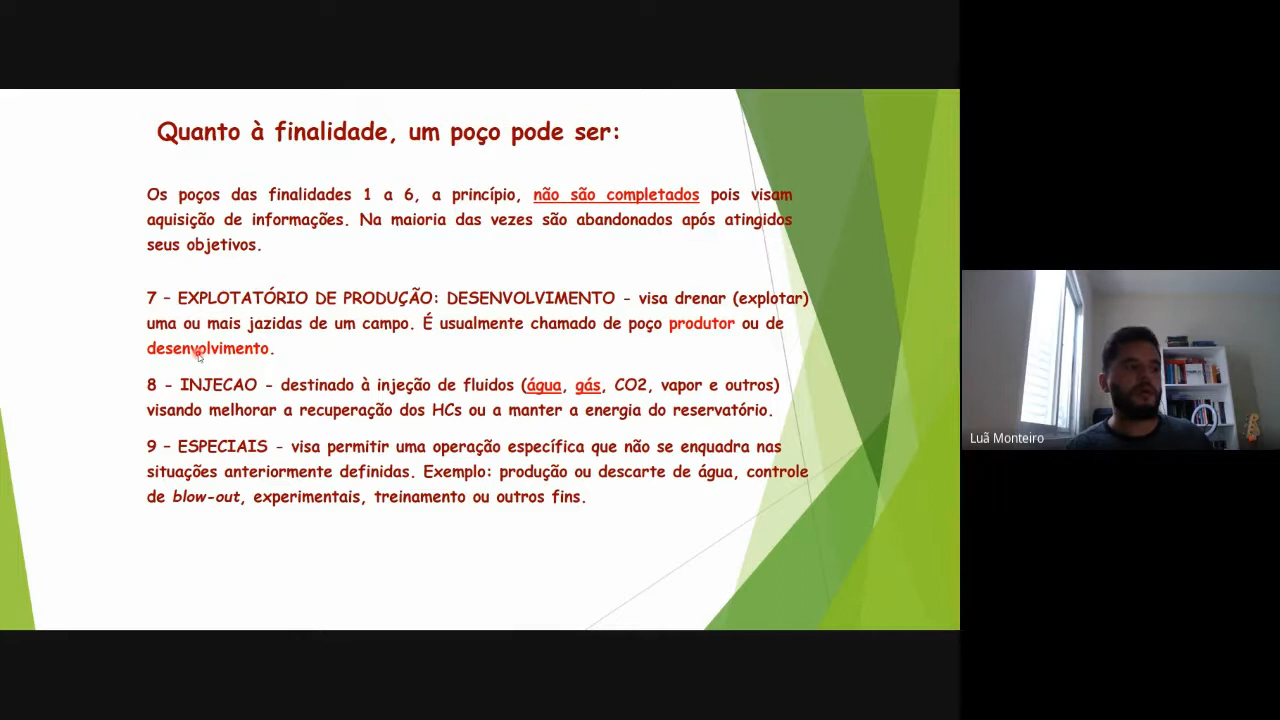 Quanto à finalidade, um poço pode ser:
Os poços das finalidades 1 a 6, a princípio, não são completados pois visam
aquisição de informações. Na maioria das vezes são abandonados após atingidos
seus objetivos.
7 – EXPLOTATÓRIO DE PRODUÇÃO: DESENVOLVIMENTO - visa drenar (explotar)
uma ou mais jazidas de um campo. É usualmente chamado de poço produtor ou de
desenvolvimento.
8 - INJECAO - destinado à injeção de fluidos (água, gás, CO2, vapor e outros)
visando melhorar a recuperação dos HCs ou a manter a energia do reservatório.
9 – ESPECIAIS - visa permitir uma operação específica que não se enquadra nas
situações anteriormente definidas. Exemplo: produção ou descarte de água, controle
de blow-out, experimentais, treinamento ou outros fins.
Luã Monteiro